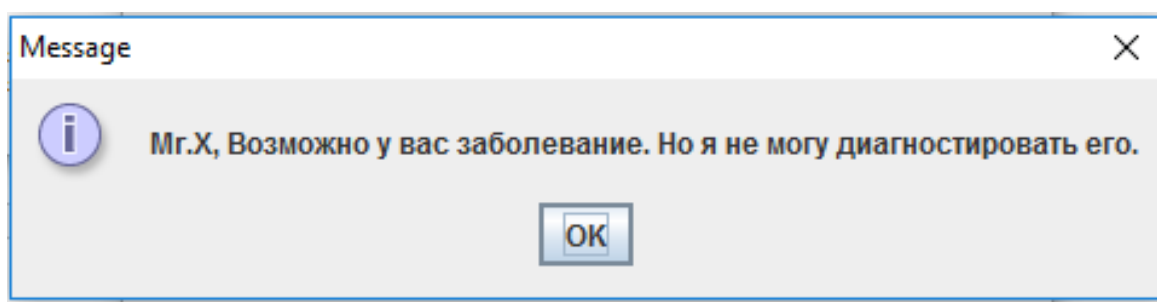 Message
Mr.X, Возможно у вас заболевание. Но я не могу диагностировать его.
OK